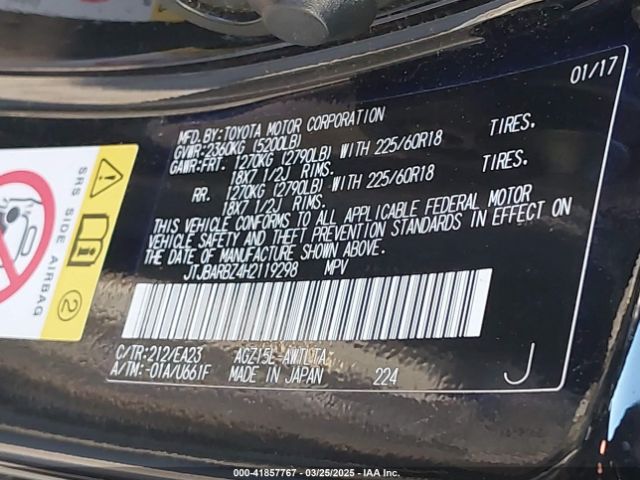 01/17
MFD. BY: TOYOTA MOTOR CORPORATION
GVWR: 2360KG (5200LB)
GAWR: FRT. 1270KG (2790LB) WITH 225/60R18 TIRES.
18X7 1/2J RIMS.
RR. 1270KG (2790LB) WITH 225/60R18 TIRES.
18X7 1/2J RIMS.
THIS VEHICLE CONFORMS TO ALL APPLICABLE FEDERAL MOTOR
VEHICLE SAFETY AND THEFT PREVENTION STANDARDS IN EFFECT ON
THE DATE OF MANUFACTURE SHOWN ABOVE.
JTJBARBZ4H2119298 MPV
C/TR: 212/EA23 AGZ15L-AWTLTA
A/TM: -01A/U661F MADE IN JAPAN 224 J
SRS SIDE AIRBAG
2
00-41857767 - 03/25/2025 - IAA Inc.